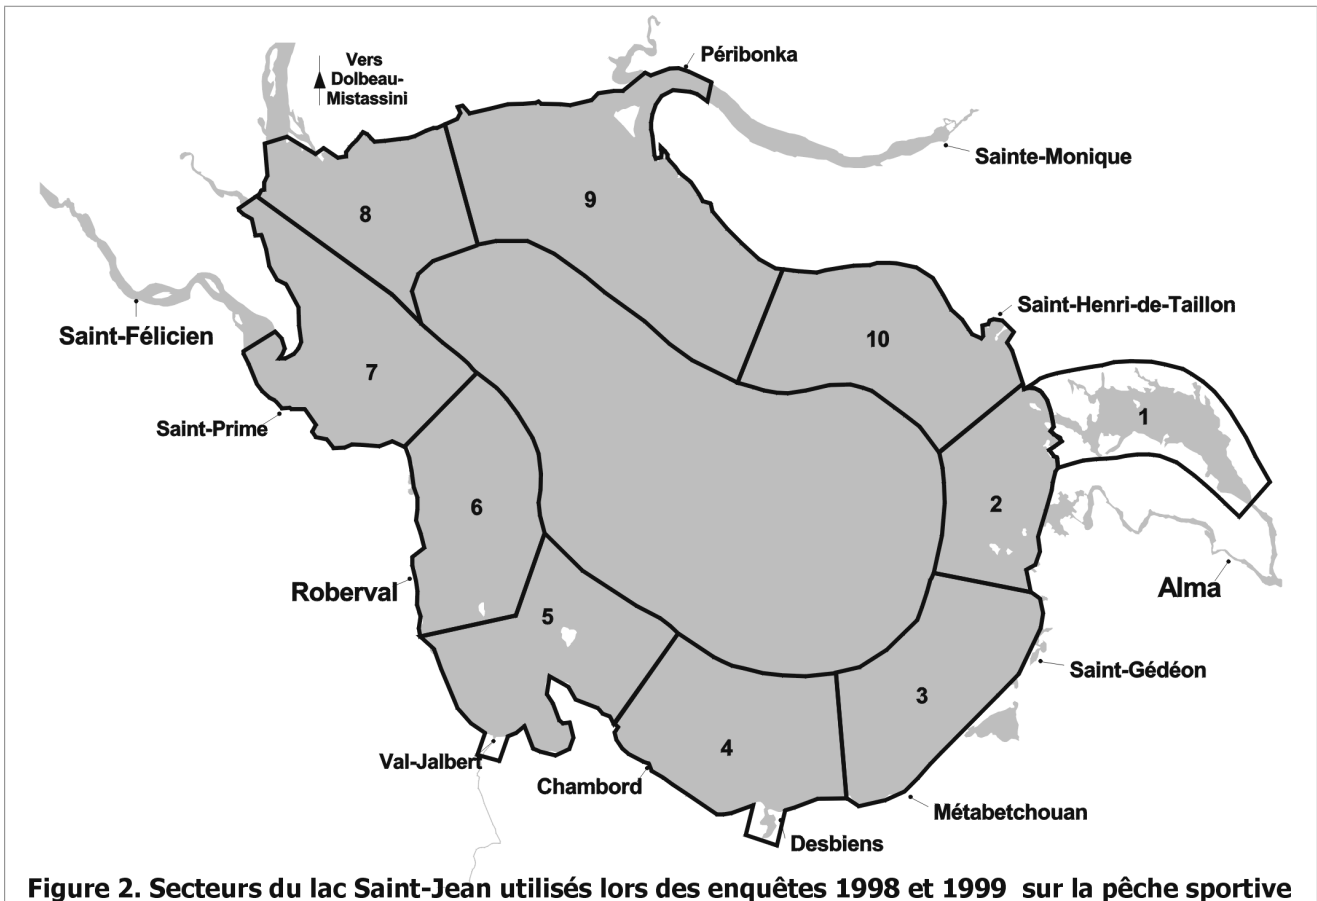 Vers
Dolbeau-
Mistassini
Péribonka
Sainte-Monique
8
9
Saint-Félicien
Saint-Henri-de-Taillon
10
7
Saint-Prime
1
6
2
Roberval
Alma
5
Saint-Gédéon
3
4
Val-Jalbert
Chambord
Métabetchouan
Desbiens
Figure 2. Secteurs du lac Saint-Jean utilisés lors des enquêtes 1998 et 1999 sur la pêche sportive